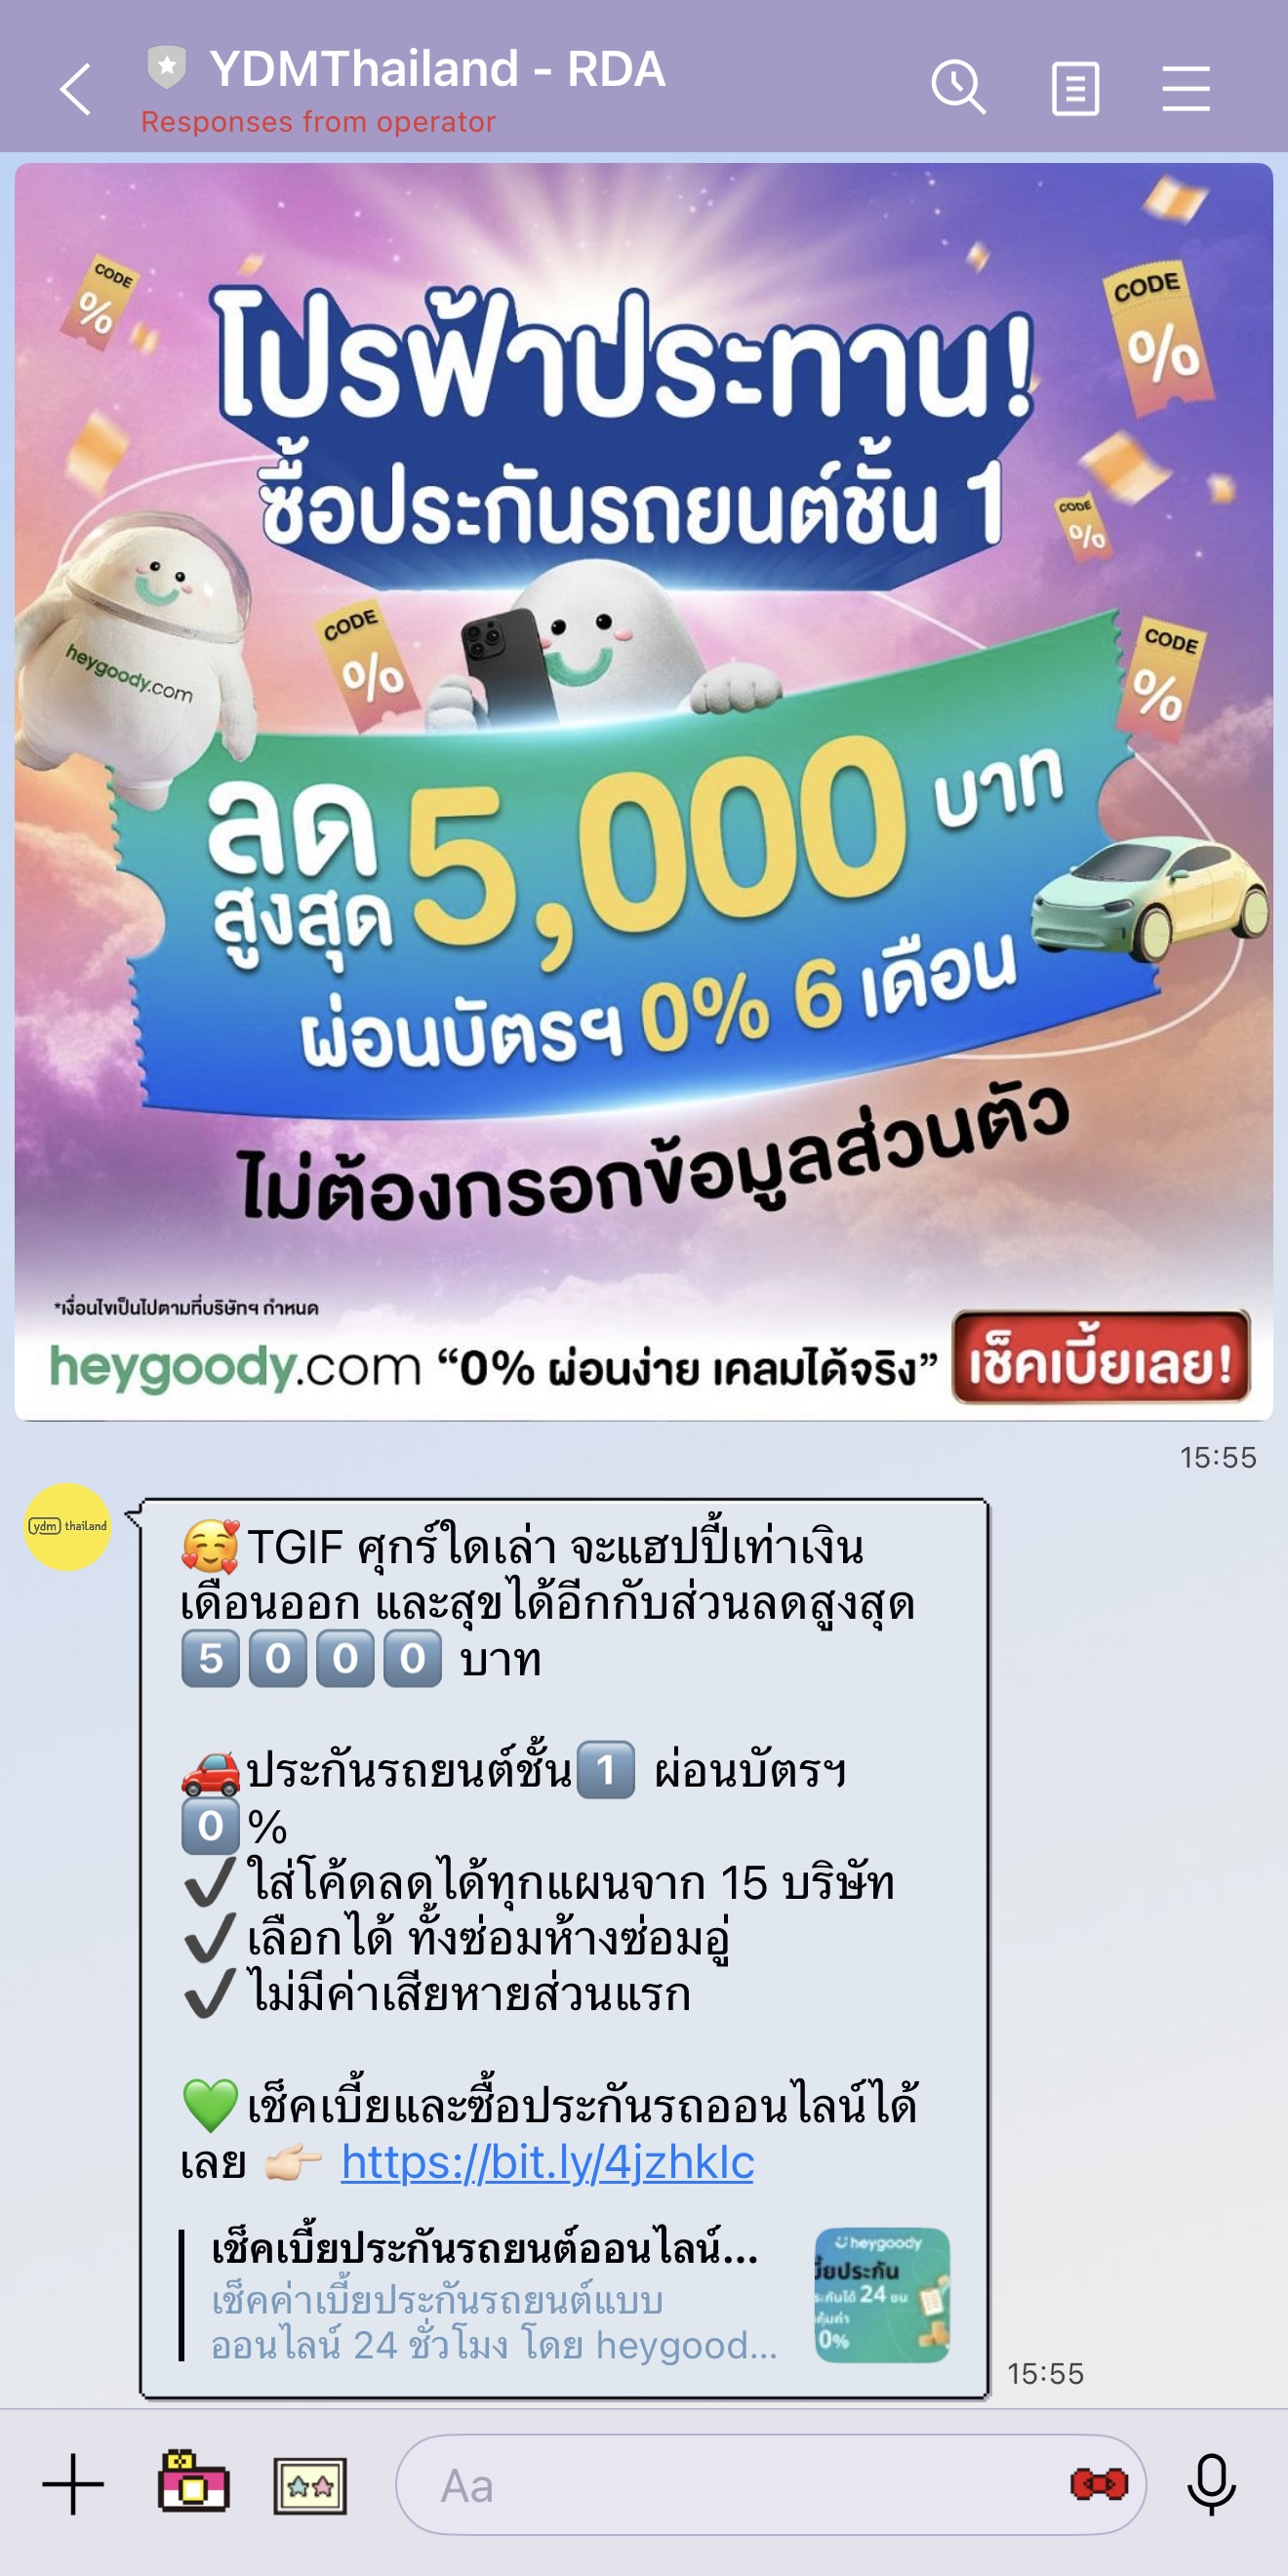 YDMThailand - RDA
Responses from operator
CODE
%
CODE
%
โปรฟ้าประทาน!
ซื้อประกันรถยนต์ชั้น 1
CODE
%
heygoody.com
CODE
%
CODE
%
ลด
สูงสุด
5,000 บาท
ผ่อนบัตรฯ 0% 6 เดือน
ไม่ต้องกรอกข้อมูลส่วนตัว
*เงื่อนไขเป็นไปตามที่บริษัทฯ กำหนด
heygoody.com “0% ผ่อนง่าย เคลมได้จริง” เช็คเบี้ยเลย!
15:55
ydm thailand
🥰TGIF ศุกร์ใดเล่า จะแฮปปี้เท่าเงิน
เดือนออก และสุขได้อีกกับส่วนลดสูงสุด
5️⃣0️⃣0️⃣0️⃣ บาท
🚗ประกันรถยนต์ชั้น1️⃣ ผ่อนบัตรฯ
0️⃣%
✔️ใส่โค้ดลดได้ทุกแผนจาก 15 บริษัท
✔️เลือกได้ ทั้งซ่อมห้างซ่อมอู่
✔️ไม่มีค่าเสียหายส่วนแรก
💚เช็คเบี้ยและซื้อประกันรถออนไลน์ได้
เลย 👉🏻 https://bit.ly/4jzhklc
เช็คเบี้ยประกันรถยนต์ออนไลน์...
เช็คค่าเบี้ยประกันรถยนต์แบบ
ออนไลน์ 24 ชั่วโมง โดย heygood...
heygoody
ประกัน
24 ชม
0%
15:55
Aa